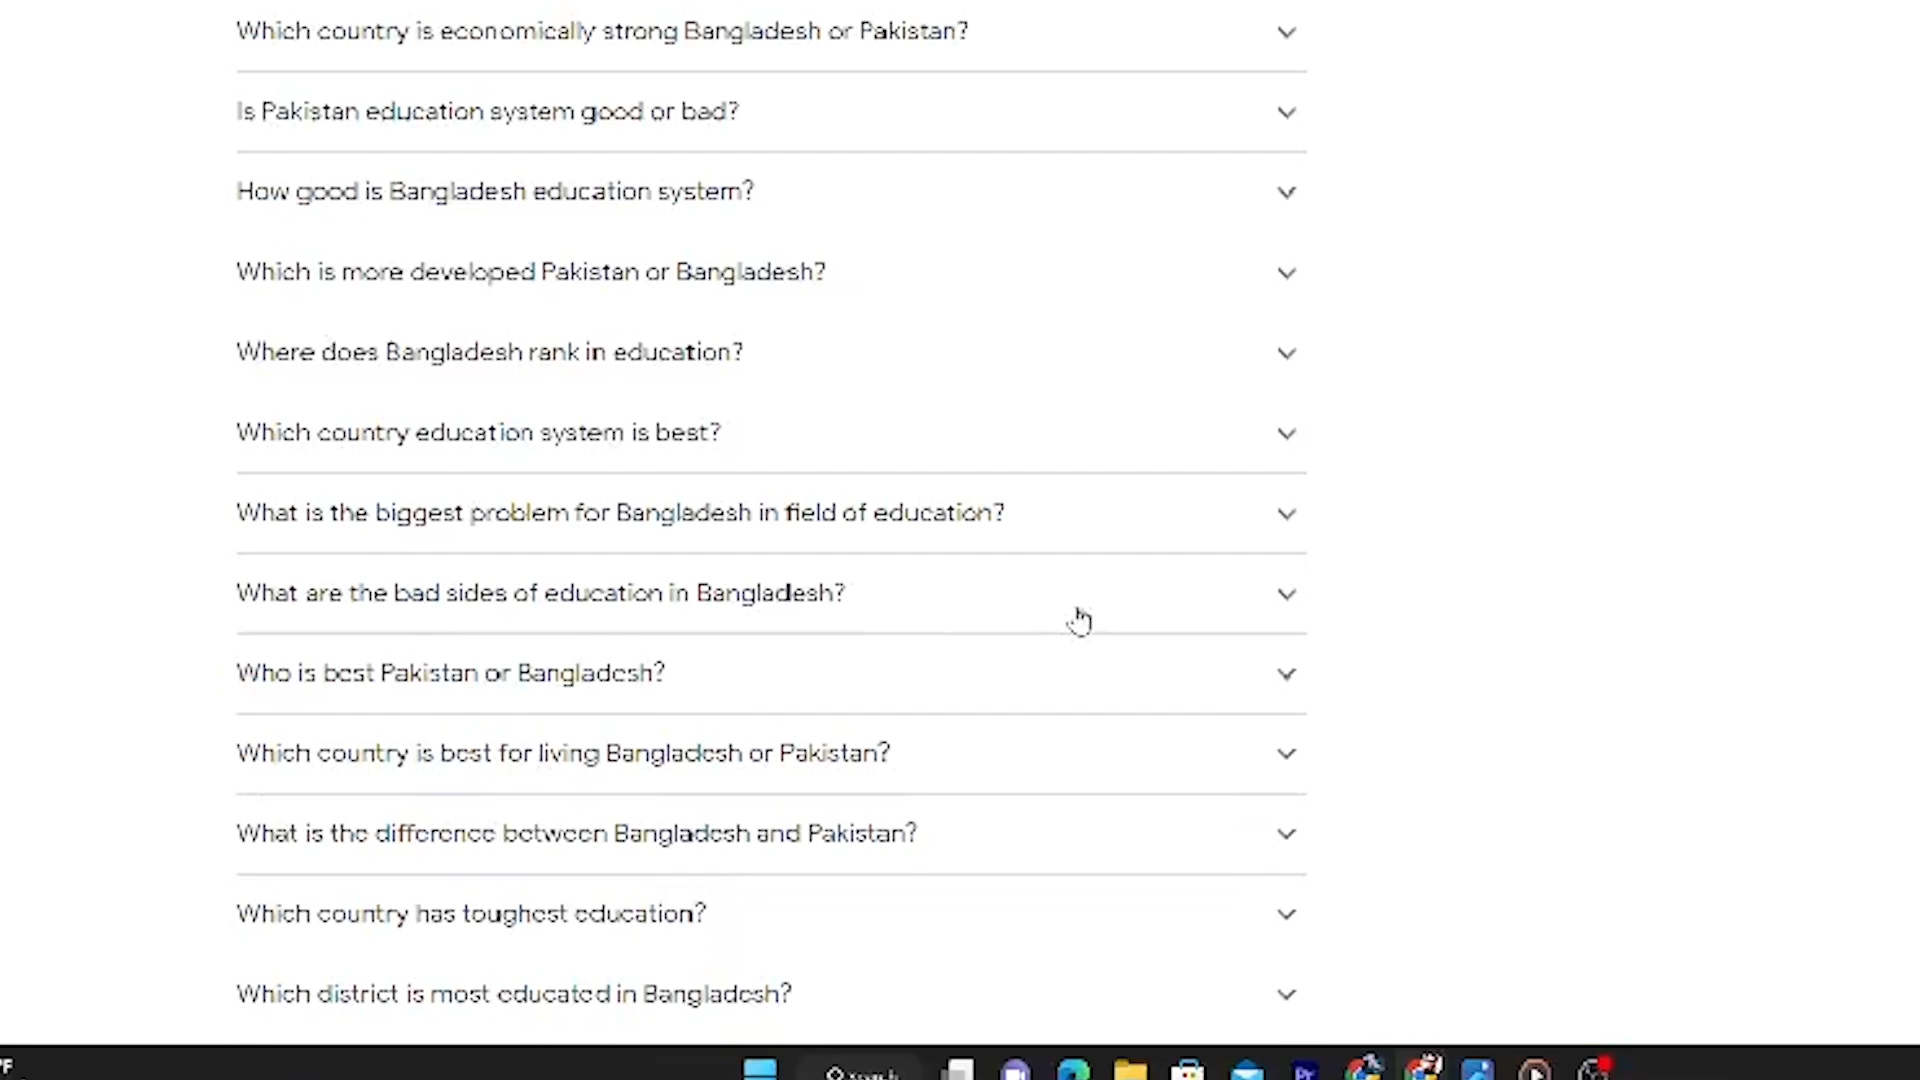 Which country is economically strong Bangladesh or Pakistan?
Is Pakistan education system good or bad?
How good is Bangladesh education system?
Which is more developed Pakistan or Bangladesh?
Where does Bangladesh rank in education?
Which country education system is best?
What is the biggest problem for Bangladesh in field of education?
What are the bad sides of education in Bangladesh?
Who is best Pakistan or Bangladesh?
Which country is best for living Bangladesh or Pakistan?
What is the difference between Bangladesh and Pakistan?
Which country has toughest education?
Which district is most educated in Bangladesh?
Pr